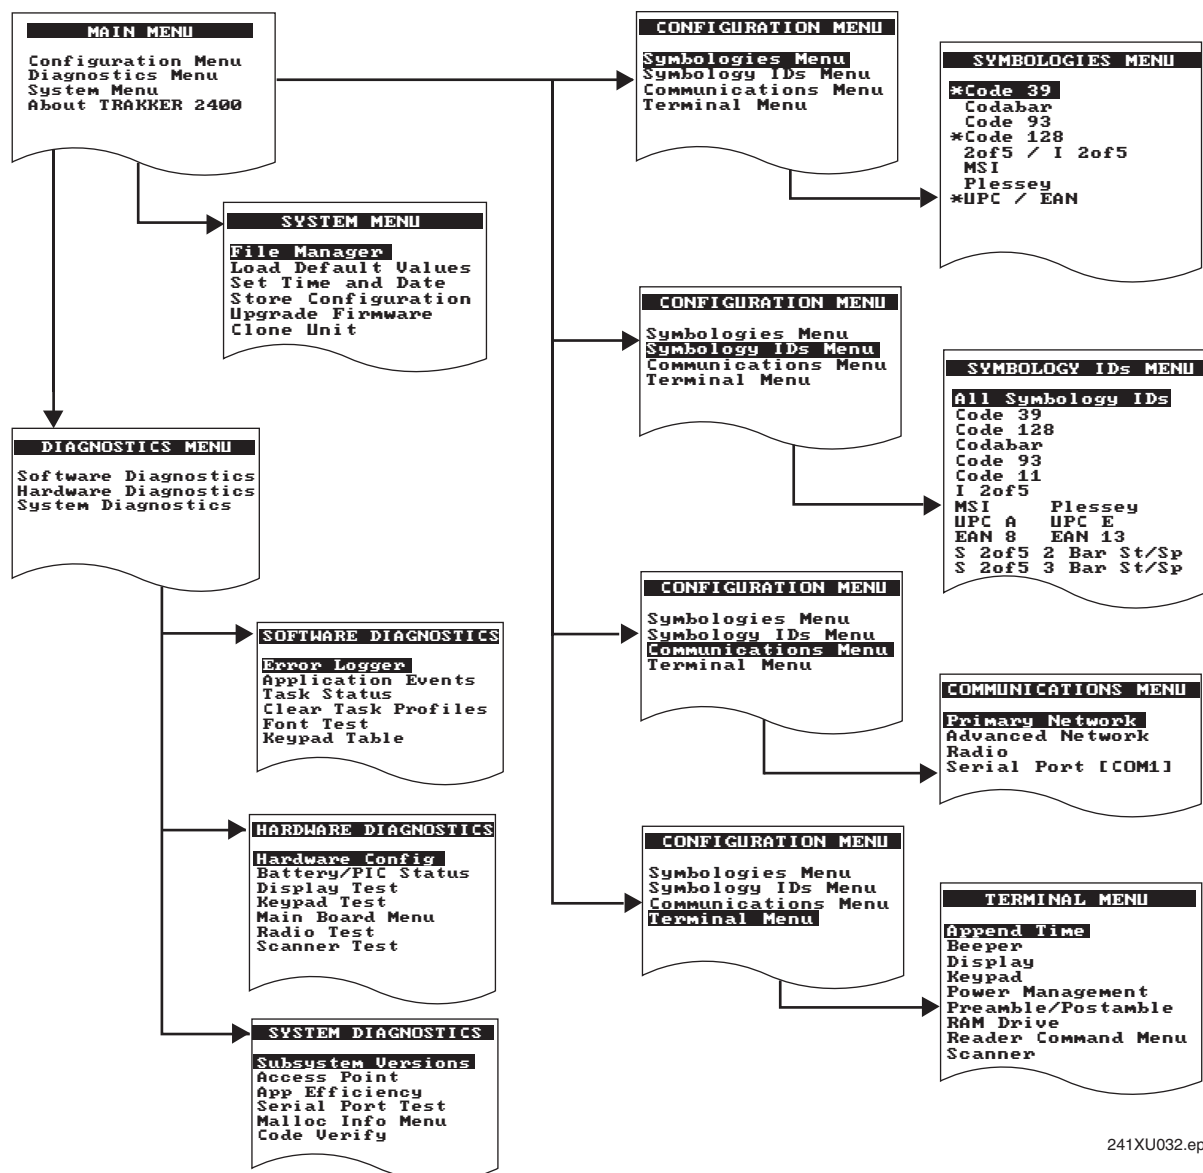 MAIN MENU
Configuration Menu
Diagnostics Menu
System Menu
About TRAKKER 2400
SYSTEM MENU
File Manager
Load Default Values
Set Time and Date
Store Configuration
Upgrade Firmware
Clone Unit
DIAGNOSTICS MENU
Software Diagnostics
Hardware Diagnostics
System Diagnostics
SOFTWARE DIAGNOSTICS
Error Logger
Application Events
Task Status
Clear Task Profiles
Font Test
Keypad Table
HARDWARE DIAGNOSTICS
Hardware Config
Battery/PIC Status
Display Test
Keypad Test
Main Board Menu
Radio Test
Scanner Test
SYSTEM DIAGNOSTICS
Subsystem Versions
Access Point
App Efficiency
Serial Port Test
Malloc Info Menu
Code Verify
CONFIGURATION MENU
Symbologies Menu
Symbology IDs Menu
Communications Menu
Terminal Menu
SYMBOLOGIES MENU
*Code 39
Codabar
Code 93
*Code 128
2of5 / I 2of5
MSI
Plessey
*UPC / EAN
CONFIGURATION MENU
Symbologies Menu
Symbology IDs Menu
Communications Menu
Terminal Menu
SYMBOLOGY IDs MENU
All Symbology IDs
Code 39
Code 128
Codabar
Code 93
Code 11
I 2of5
MSI Plessey
UPC A UPC E
EAN 8 EAN 13
S 2of5 2 Bar St/Sp
S 2of5 3 Bar St/Sp
CONFIGURATION MENU
Symbologies Menu
Symbology IDs Menu
Communications Menu
Terminal Menu
COMMUNICATIONS MENU
Primary Network
Advanced Network
Radio
Serial Port [COM1]
CONFIGURATION MENU
Symbologies Menu
Symbology IDs Menu
Communications Menu
Terminal Menu
TERMINAL MENU
Append Time
Beeper
Display
Keypad
Power Management
Preamble/Postamble
RAM Drive
Reader Command Menu
Scanner
241XU032.ep